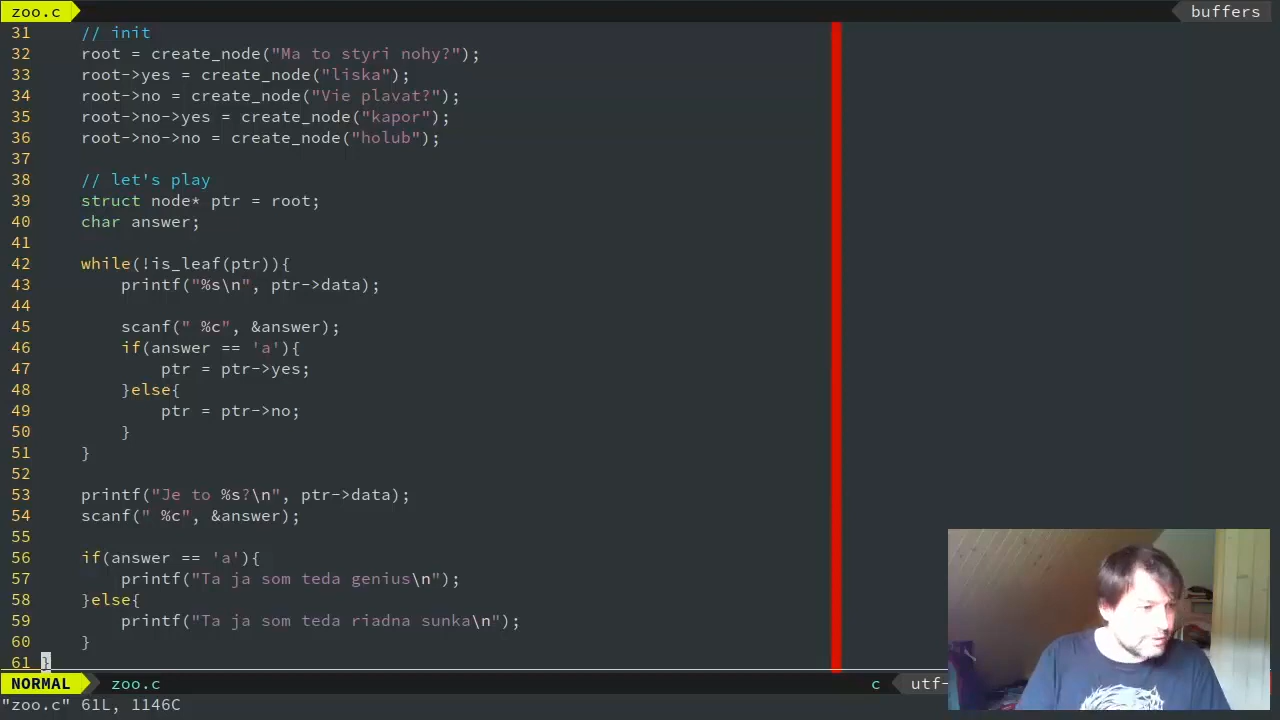 zoo.c buffers
31 // init
32 root = create_node("Ma to styri nohy?");
33 root->yes = create_node("liska");
34 root->no = create_node("Vie plavat?");
35 root->no->yes = create_node("kapor");
36 root->no->no = create_node("holub");
37
38 // let's play
39 struct node* ptr = root;
40 char answer;
41
42 while(!is_leaf(ptr)){
43 printf("%s\n", ptr->data);
44
45 scanf(" %c", &answer);
46 if(answer == 'a'){
47 ptr = ptr->yes;
48 }else{
49 ptr = ptr->no;
50 }
51 }
52
53 printf("Je to %s?\n", ptr->data);
54 scanf(" %c", &answer);
55
56 if(answer == 'a'){
57 printf("Ta ja som teda genius\n");
58 }else{
59 printf("Ta ja som teda riadna sunka\n");
60 }
61 }
NORMAL zoo.c c utf-
"zoo.c" 61L, 1146C